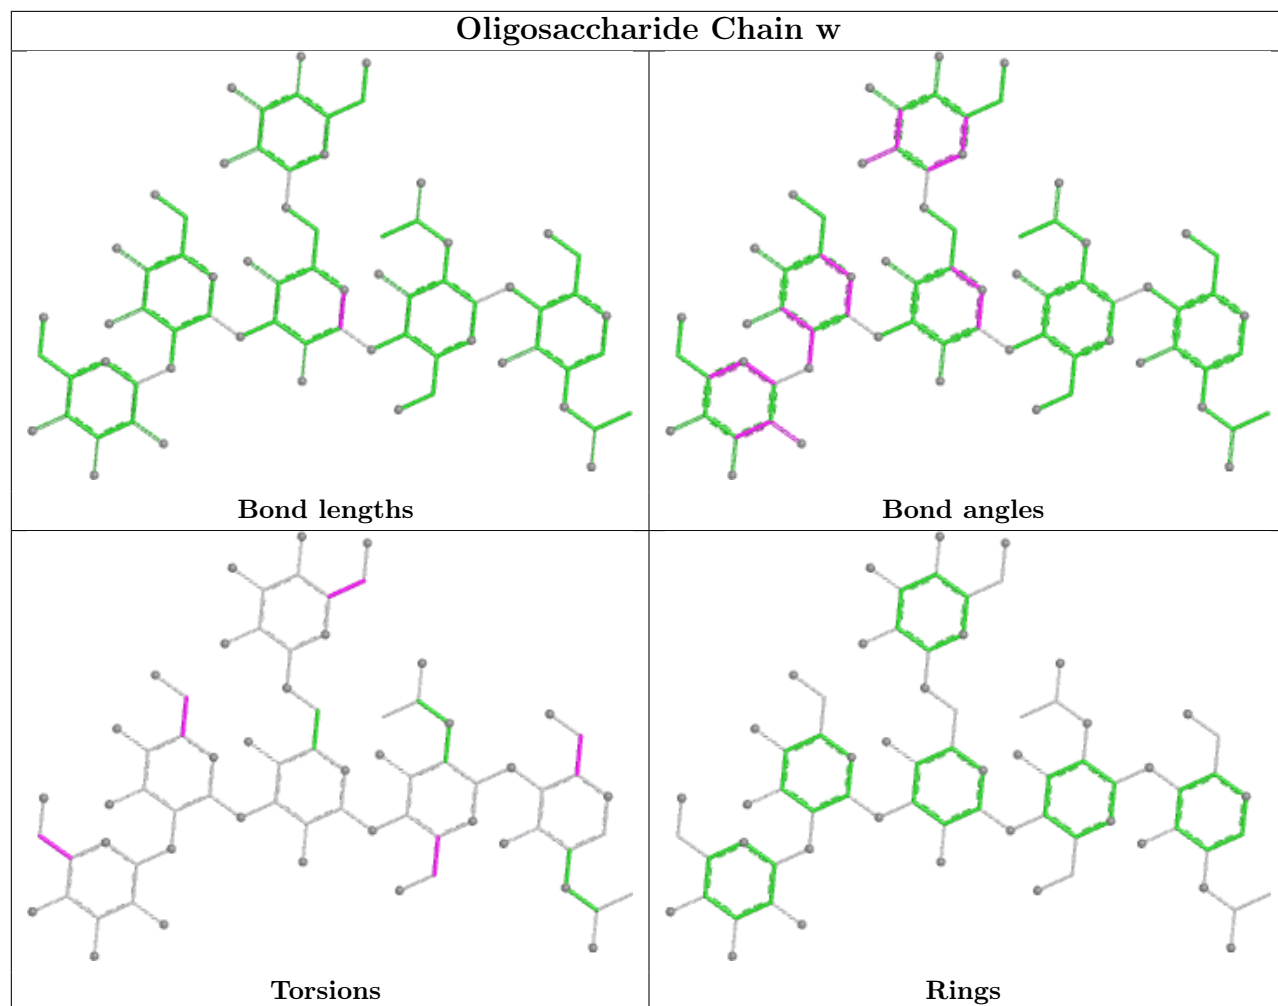 Oligosaccharide Chain w
Bond lengths
Bond angles
Torsions
Rings